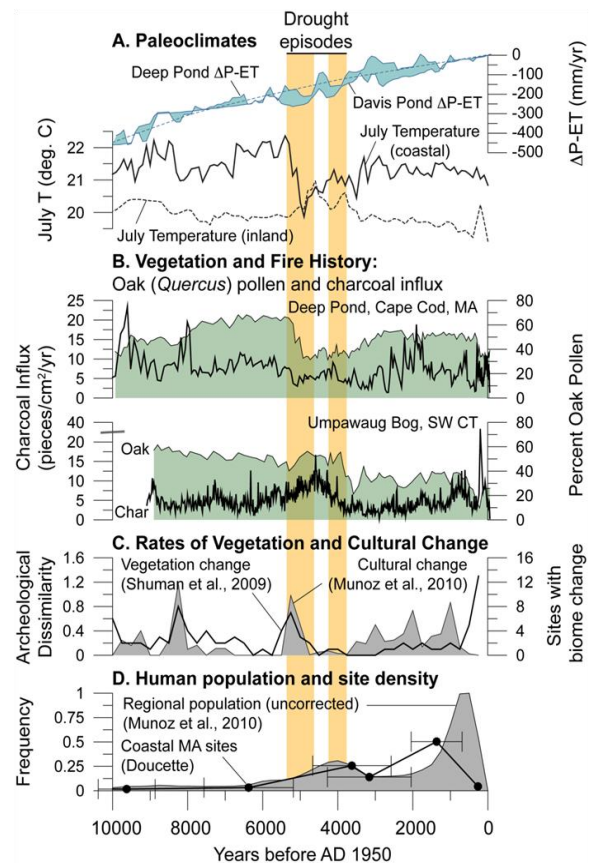 Drought
episodes
A. Paleoclimates
Deep Pond ΔP-ET
Davis Pond ΔP-ET
0
-100
-200
-300
-400
-500
ΔP-ET (mm/yr)
July Temperature
(coastal)
22
21
20
July T (deg. C)
July Temperature (inland)
B. Vegetation and Fire History:
Oak (Quercus) pollen and charcoal influx
Deep Pond, Cape Cod, MA
25
20
15
10
5
0
80
60
40
20
0
Charcoal Influx
(pieces/cm²/yr)
Percent Oak Pollen
Umpawaug Bog, SW CT
40
20
15
10
5
0
Oak
Char
80
60
40
20
0
C. Rates of Vegetation and Cultural Change
Vegetation change
(Shuman et al., 2009)
Cultural change
(Munoz et al., 2010)
1.6
1.2
0.8
0.4
0
Archeological
Dissimilarity
16
12
8
4
0
Sites with
biome change
D. Human population and site density
Regional population (uncorrected)
(Munoz et al., 2010)
Coastal MA sites
(Doucette)
1
0.75
0.5
0.25
0
Frequency
10000 8000 6000 4000 2000 0
Years before AD 1950